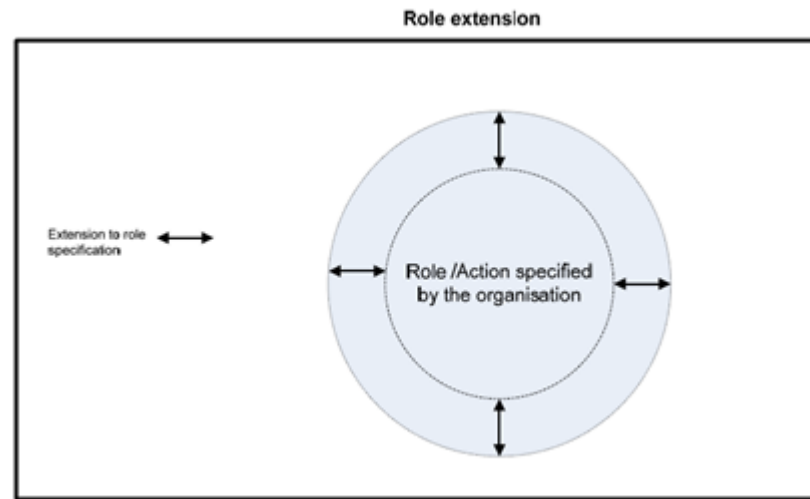 Role extension
Extension to role
specification
Role /Action specified
by the organisation